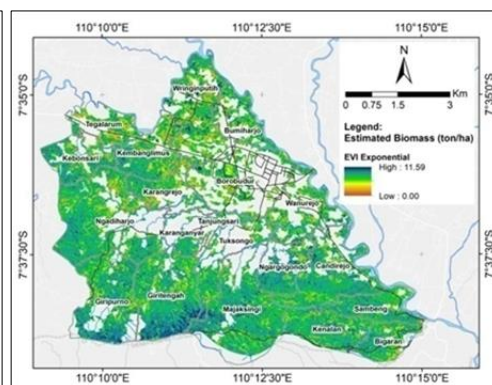 110°10'0"E 110°12'30"E 110°15'0"E
7°35'0"S
7°37'30"S
N
0 0.75 1.5 3
Km
Legend:
Estimated Biomass (ton/ha)
EVI Exponential
High : 11.59
Low : 0.00
Wringinputih
Tegalarum
Bumiharjo
Kembanglimus
Kebonsari
Borobudur
Karangrejo
Wanurejo
Ngadiharjo
Tanjungsari
Karanganyar
Tuksongo
Ngargogondo
Candirejo
Giripurno
Giritengah
Majaksingi
Sambeng
Kenalan
Bigaran
7°35'0"S
7°37'30"S
110°10'0"E 110°12'30"E 110°15'0"E